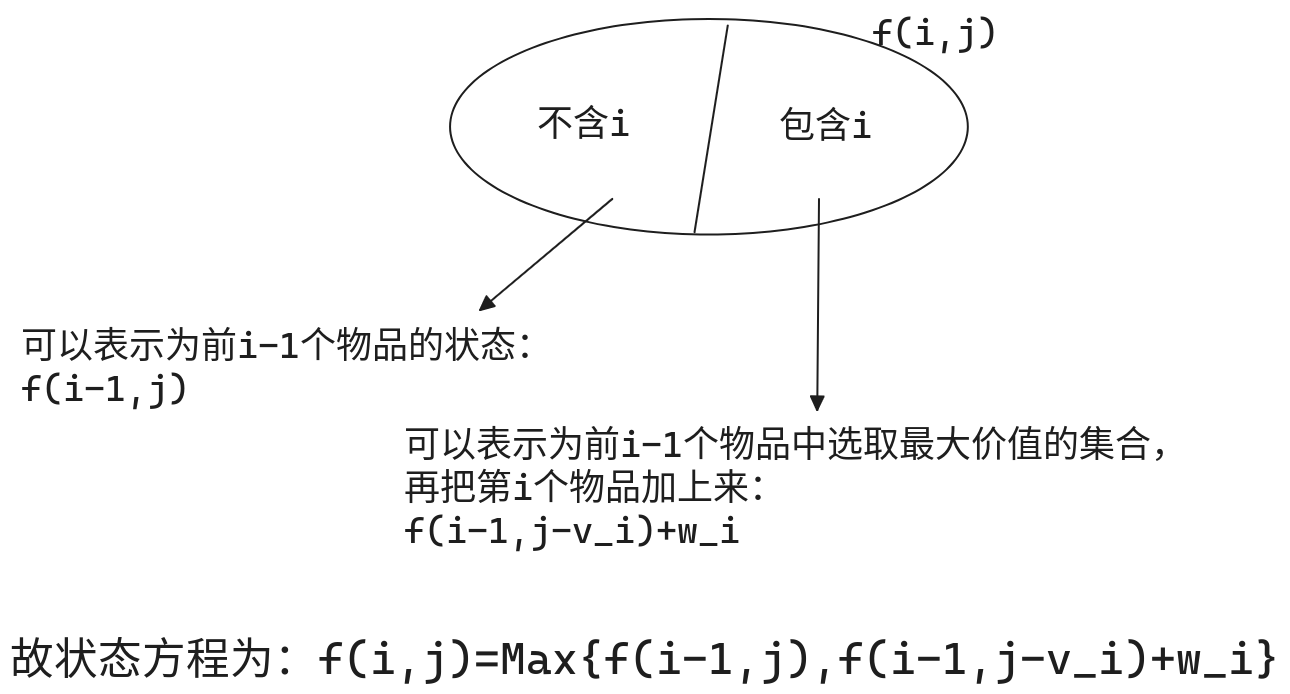 f(i,j)
不含i
包含i
可以表示为前i-1个物品的状态：
f(i-1,j)
可以表示为前i-1个物品中选取最大价值的集合，
再把第i个物品加上来：
f(i-1,j-v_i)+w_i
故状态方程为：f(i,j)=Max{f(i-1,j),f(i-1,j-v_i)+w_i}